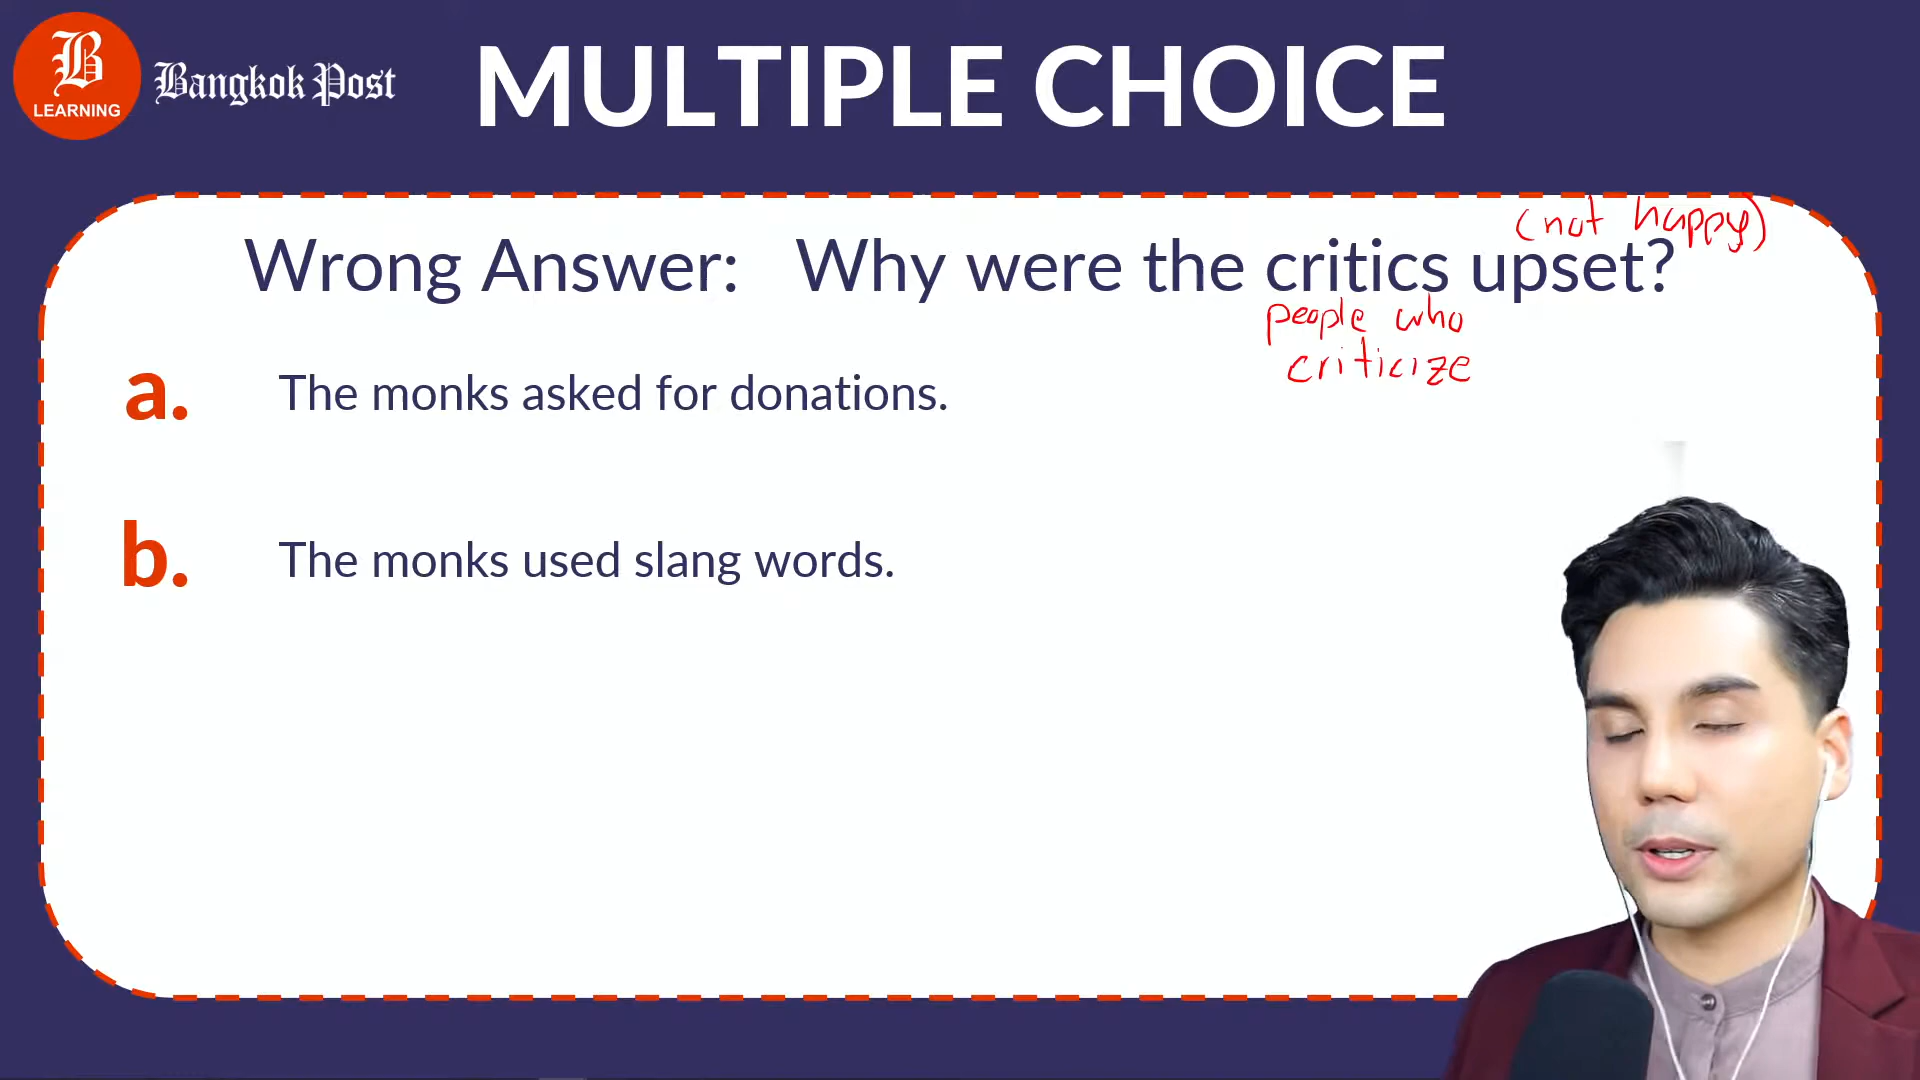 B
LEARNING
Bangkok Post
MULTIPLE CHOICE
(not happy)
Wrong Answer: Why were the critics upset?
people who
criticize
a. The monks asked for donations.
b. The monks used slang words.